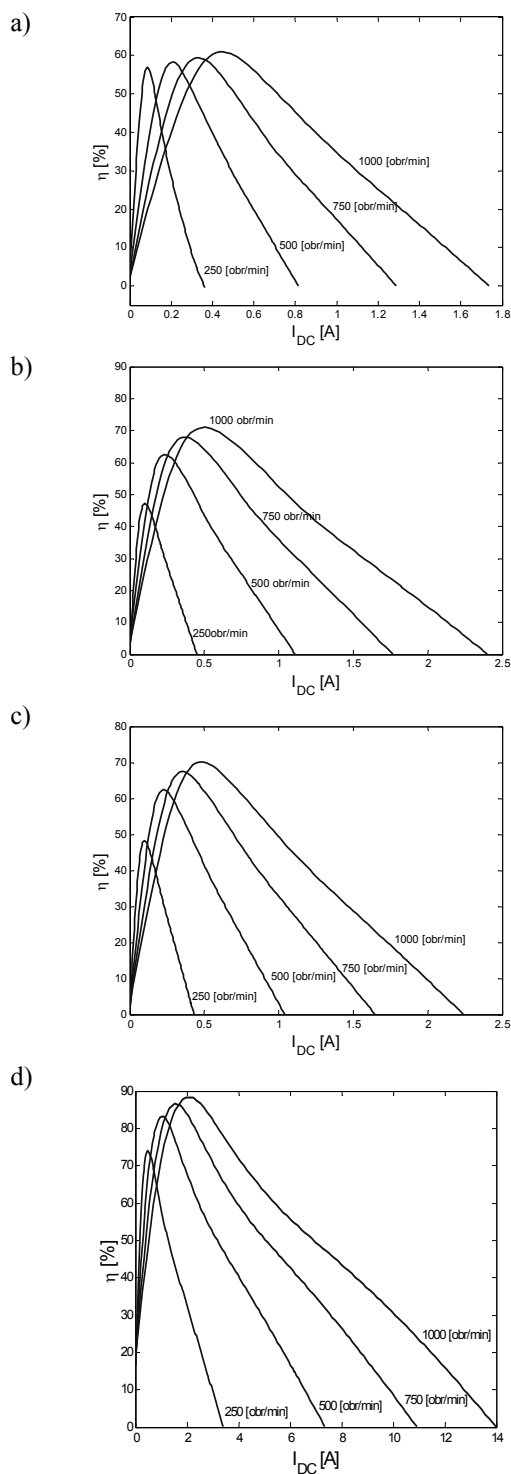 a)
70
60
50
40
30
20
10
0
η [%]
1000 [obr/min]
750 [obr/min]
500 [obr/min]
250 [obr/min]
0 0.2 0.4 0.6 0.8 1 1.2 1.4 1.6 1.8
I_DC [A]
b)
90
80
70
60
50
40
30
20
10
0
η [%]
1000 obr/min
750 obr/min
500 obr/min
250obr/min
0 0.5 1 1.5 2 2.5
I_DC [A]
c)
80
70
60
50
40
30
20
10
0
η [%]
1000 [obr/min]
750 [obr/min]
500 [obr/min]
250 [obr/min]
0 0.5 1 1.5 2 2.5
I_DC [A]
d)
90
80
70
60
50
40
30
20
10
0
η [%]
1000 [obr/min]
750 [obr/min]
500 [obr/min]
250 [obr/min]
0 2 4 6 8 10 12 14
I_DC [A]